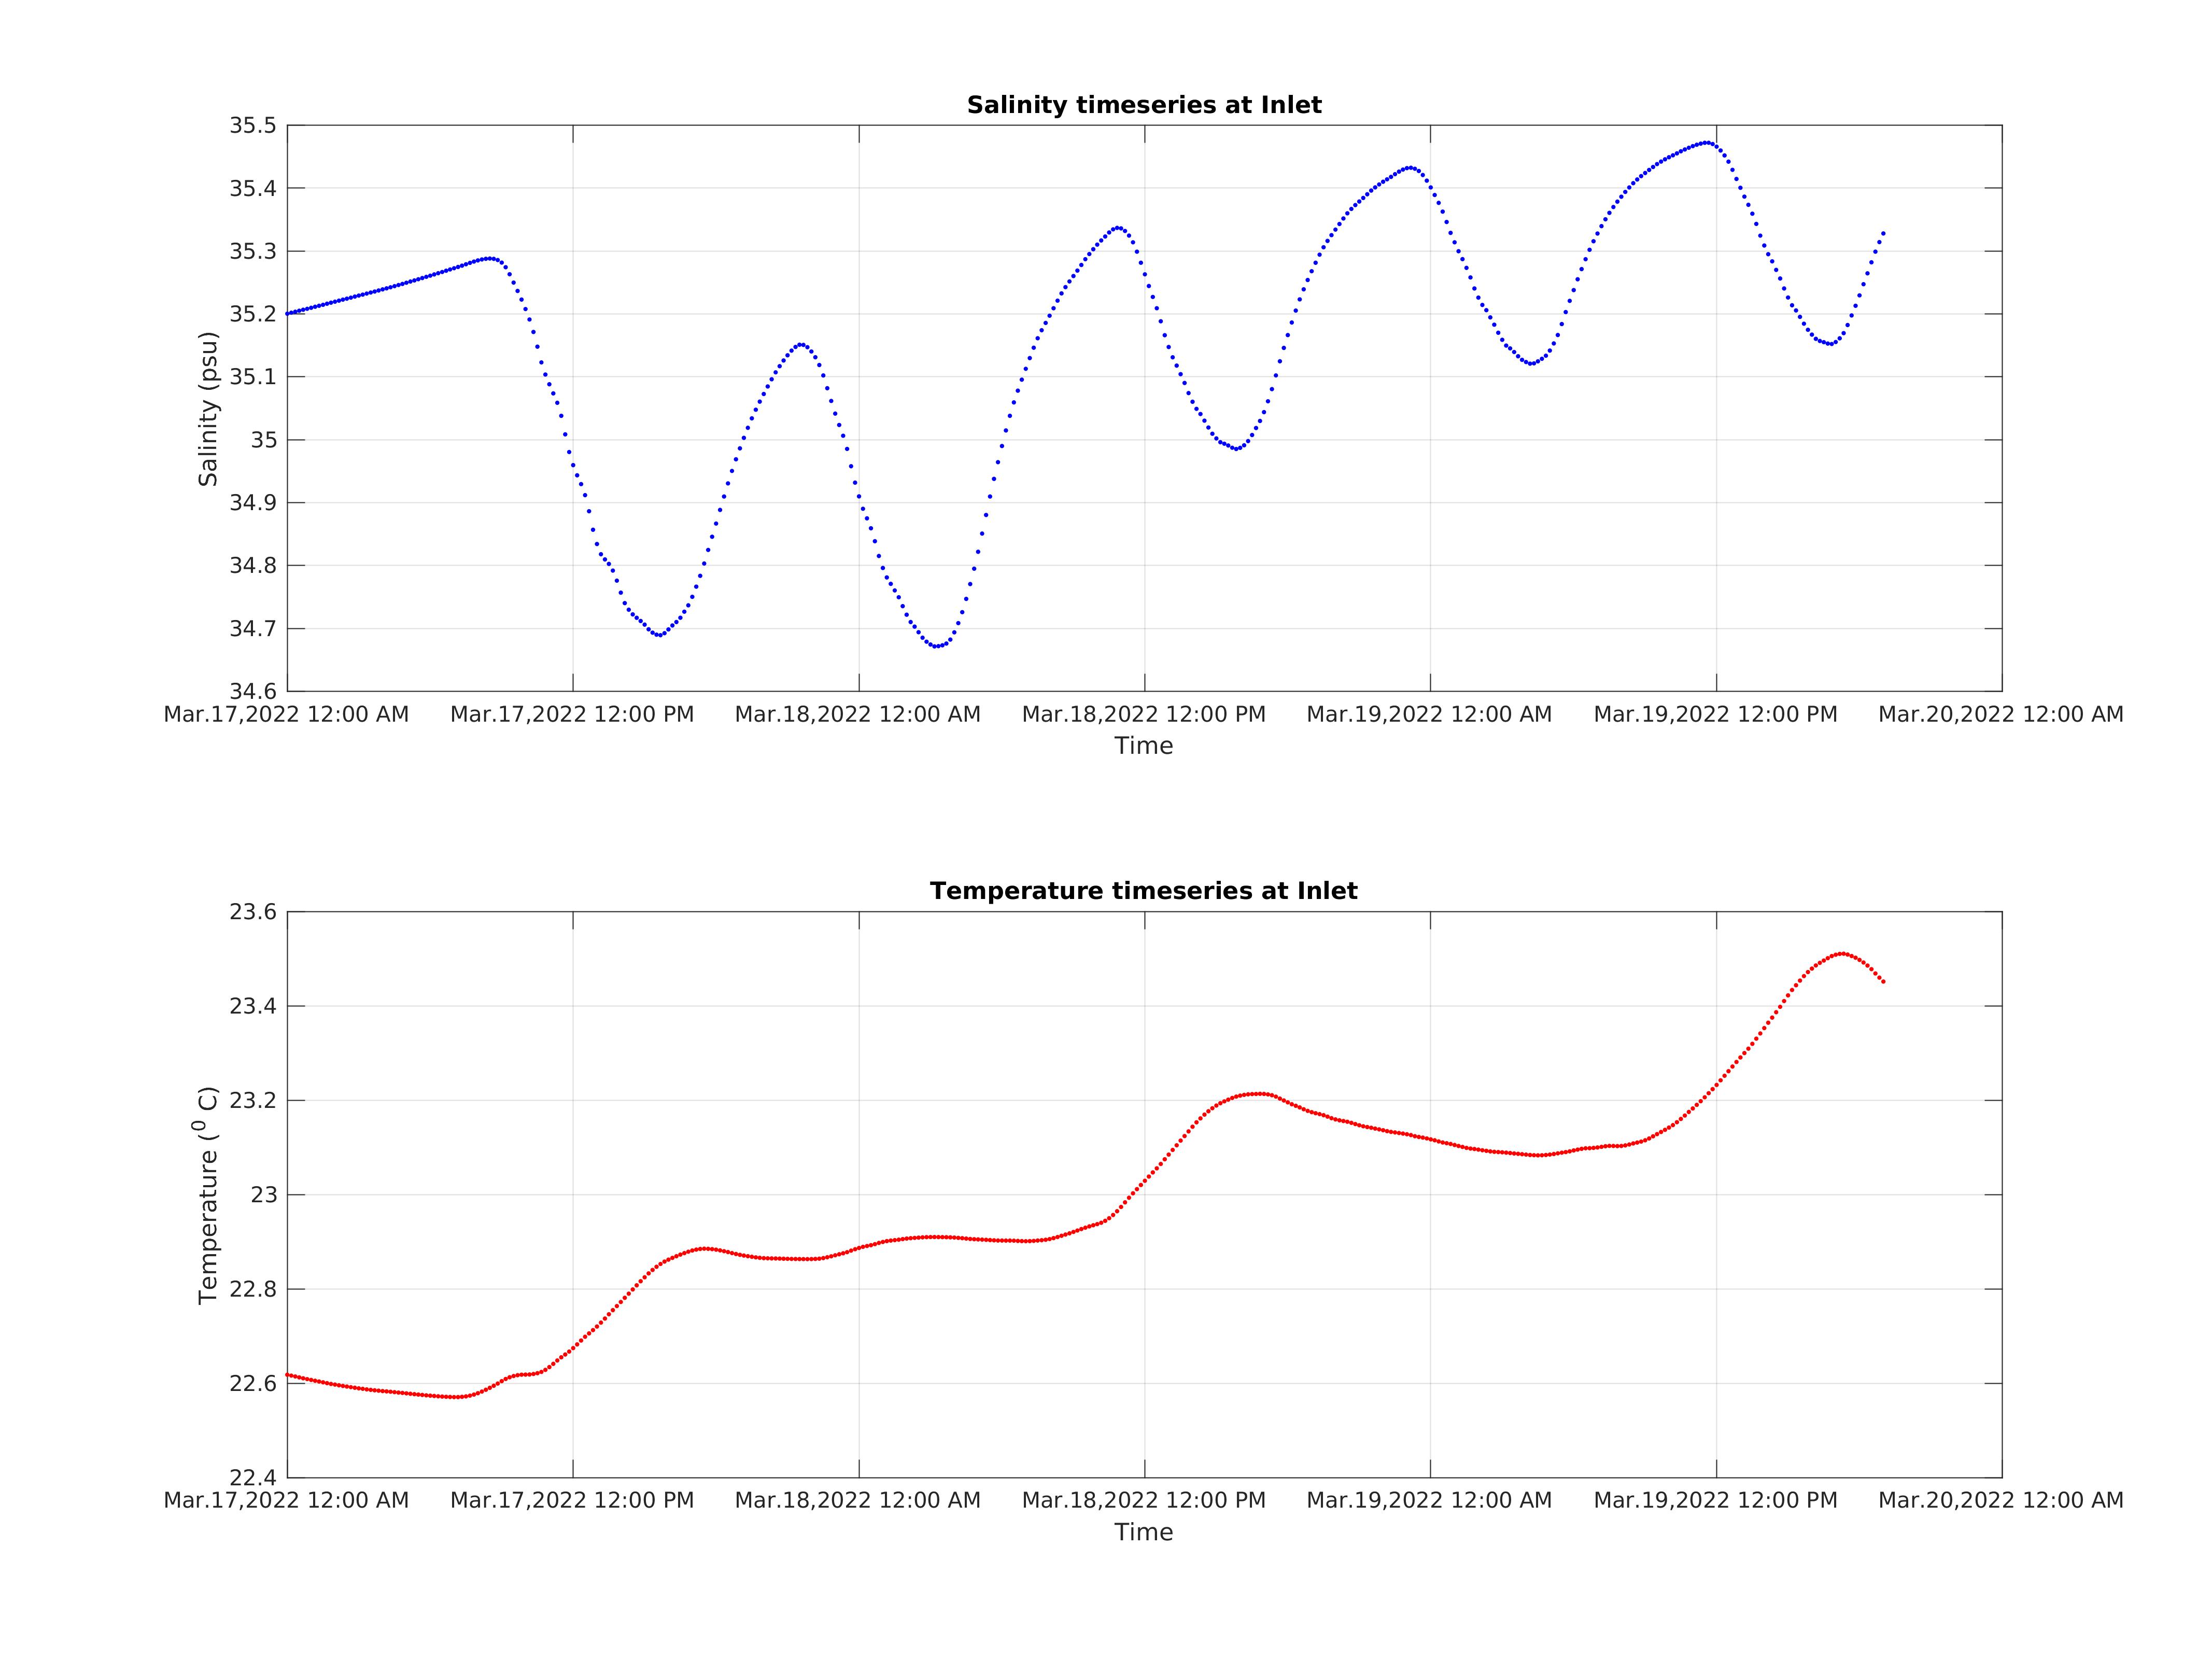 Salinity timeseries at Inlet
35.5
35.4
35.3
35.2
35.1
35
34.9
34.8
34.7
34.6
Salinity (psu)
Mar.17,2022 12:00 AM Mar.17,2022 12:00 PM Mar.18,2022 12:00 AM Mar.18,2022 12:00 PM Mar.19,2022 12:00 AM Mar.19,2022 12:00 PM Mar.20,2022 12:00 AM
Time
Temperature timeseries at Inlet
23.6
23.4
23.2
23
22.8
22.6
22.4
Temperature (⁰ C)
Mar.17,2022 12:00 AM Mar.17,2022 12:00 PM Mar.18,2022 12:00 AM Mar.18,2022 12:00 PM Mar.19,2022 12:00 AM Mar.19,2022 12:00 PM Mar.20,2022 12:00 AM
Time